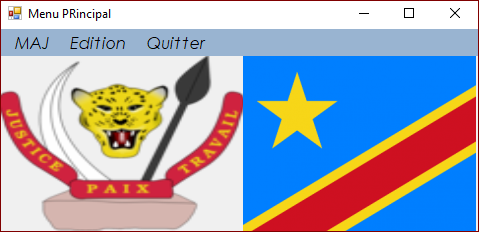 Menu PRincipal
MAJ Edition Quitter
JUSTICE PAIX TRAVAIL